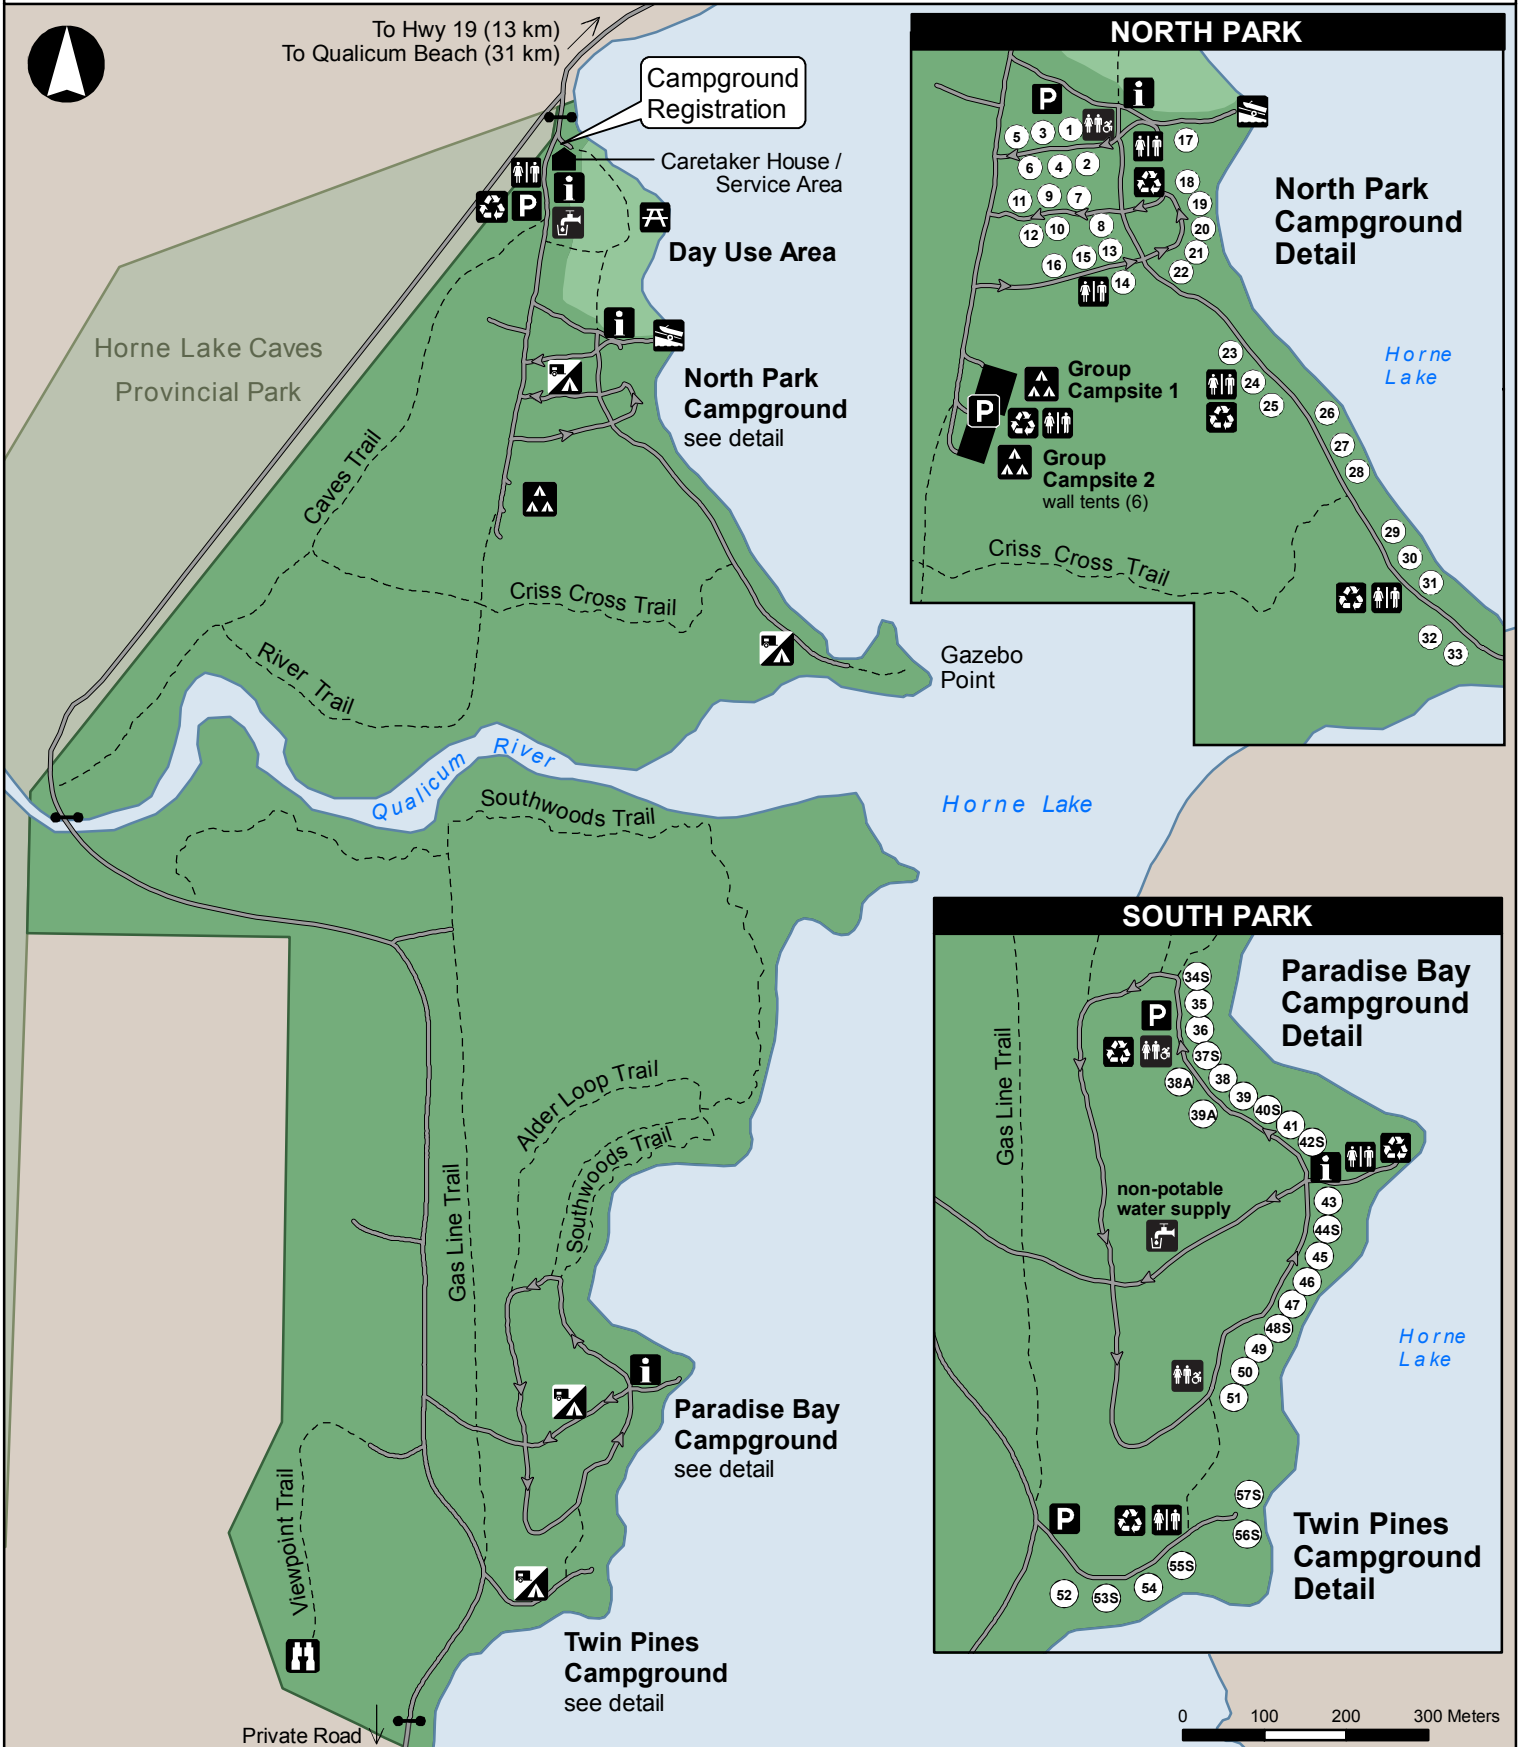 To Hwy 19 (13 km)
To Qualicum Beach (31 km)
Campground
Registration
Caretaker House /
Service Area
P
i
Day Use Area
Horne Lake Caves
Provincial Park
i
North Park
Campground
see detail
Caves Trail
Criss Cross Trail
River Trail
Gazebo
Point
Qualicum River
Southwoods Trail
Horne Lake
Alder Loop Trail
Southwoods Trail
Gas Line Trail
i
Paradise Bay
Campground
see detail
Viewpoint Trail
Twin Pines
Campground
see detail
Private Road
NORTH PARK
P
i
5
3
1
17
6
4
2
18
11
9
7
19
12
10
8
20
16
15
13
21
14
22
North Park
Campground
Detail
23
24
25
26
27
28
Horne
Lake
Group
Campsite 1
P
Group
Campsite 2
wall tents (6)
Criss Cross Trail
29
30
31
32
33
SOUTH PARK
Paradise Bay
Campground
Detail
34S
35
36
37S
38
39
40S
41
42S
38A
39A
P
Gas Line Trail
i
non-potable
water supply
43
44S
45
46
47
48S
49
50
51
Horne
Lake
P
57S
56S
55S
54
53S
52
Twin Pines
Campground
Detail
0 100 200 300 Meters